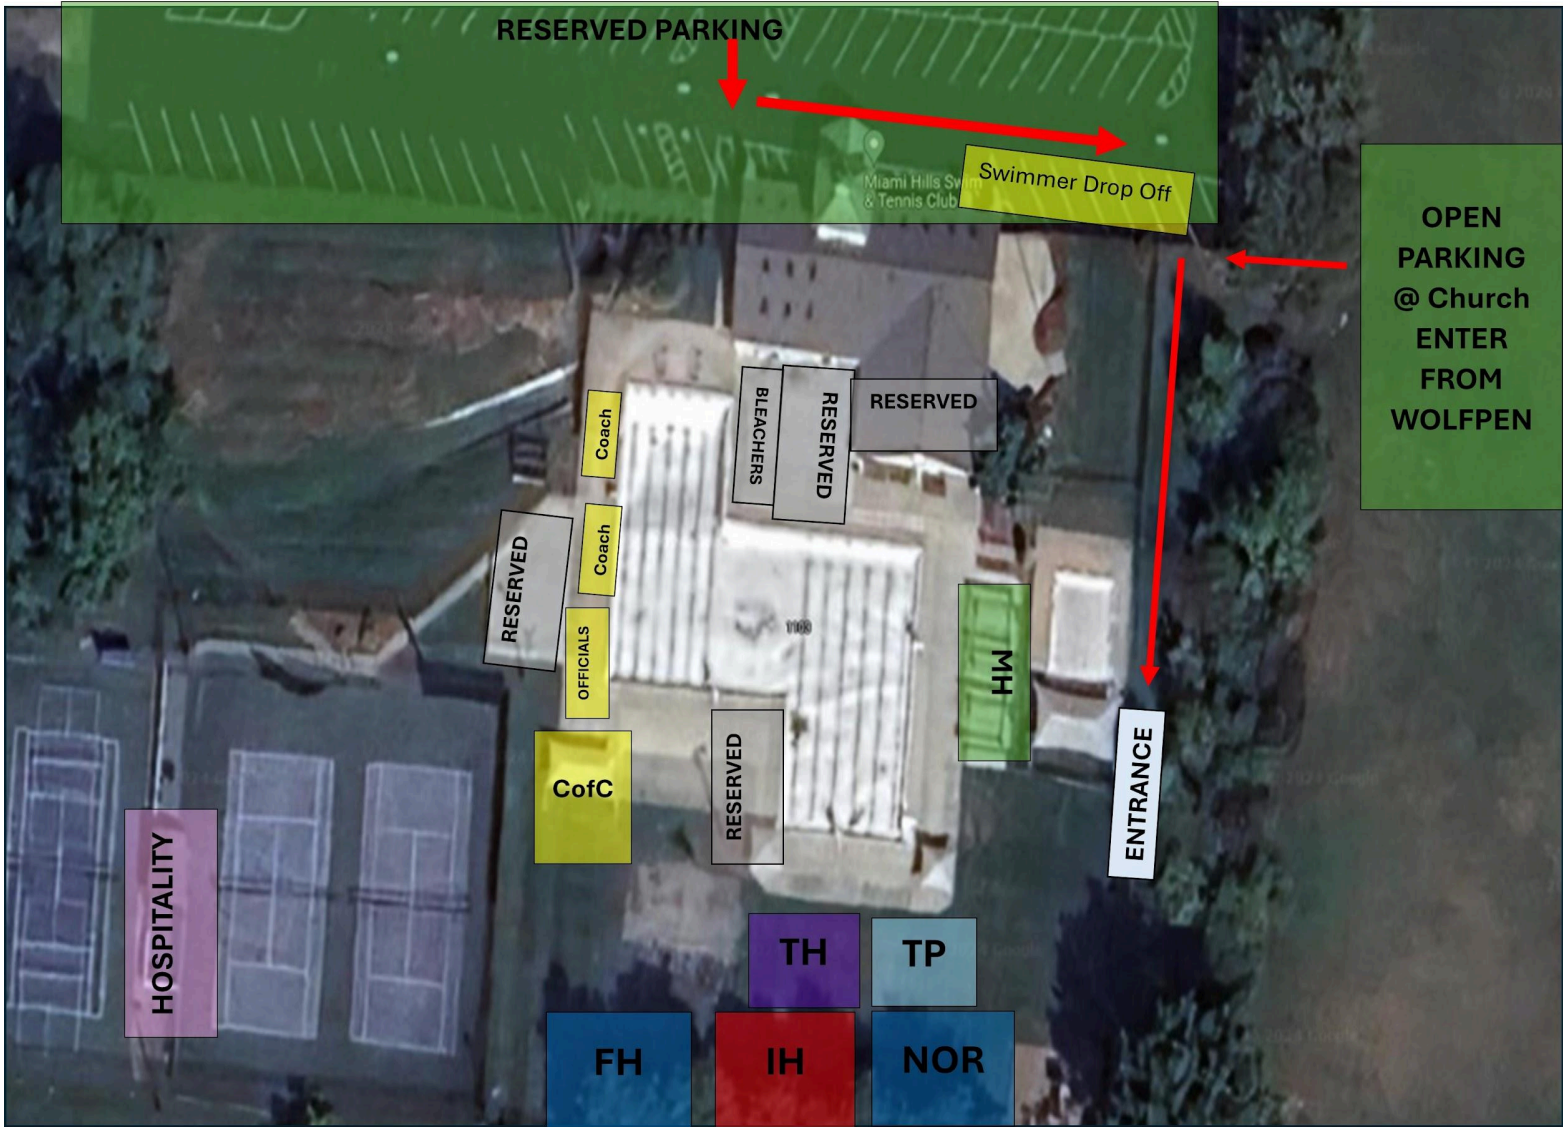 RESERVED PARKING
Miami Hills Swim
& Tennis Club
Swimmer Drop Off
OPEN
PARKING
@ Church
ENTER
FROM
WOLFPEN
Coach
BLEACHERS
RESERVED
RESERVED
Coach
RESERVED
OFFICIALS
1103
MH
CofC
RESERVED
ENTRANCE
HOSPITALITY
TH
TP
FH
IH
NOR